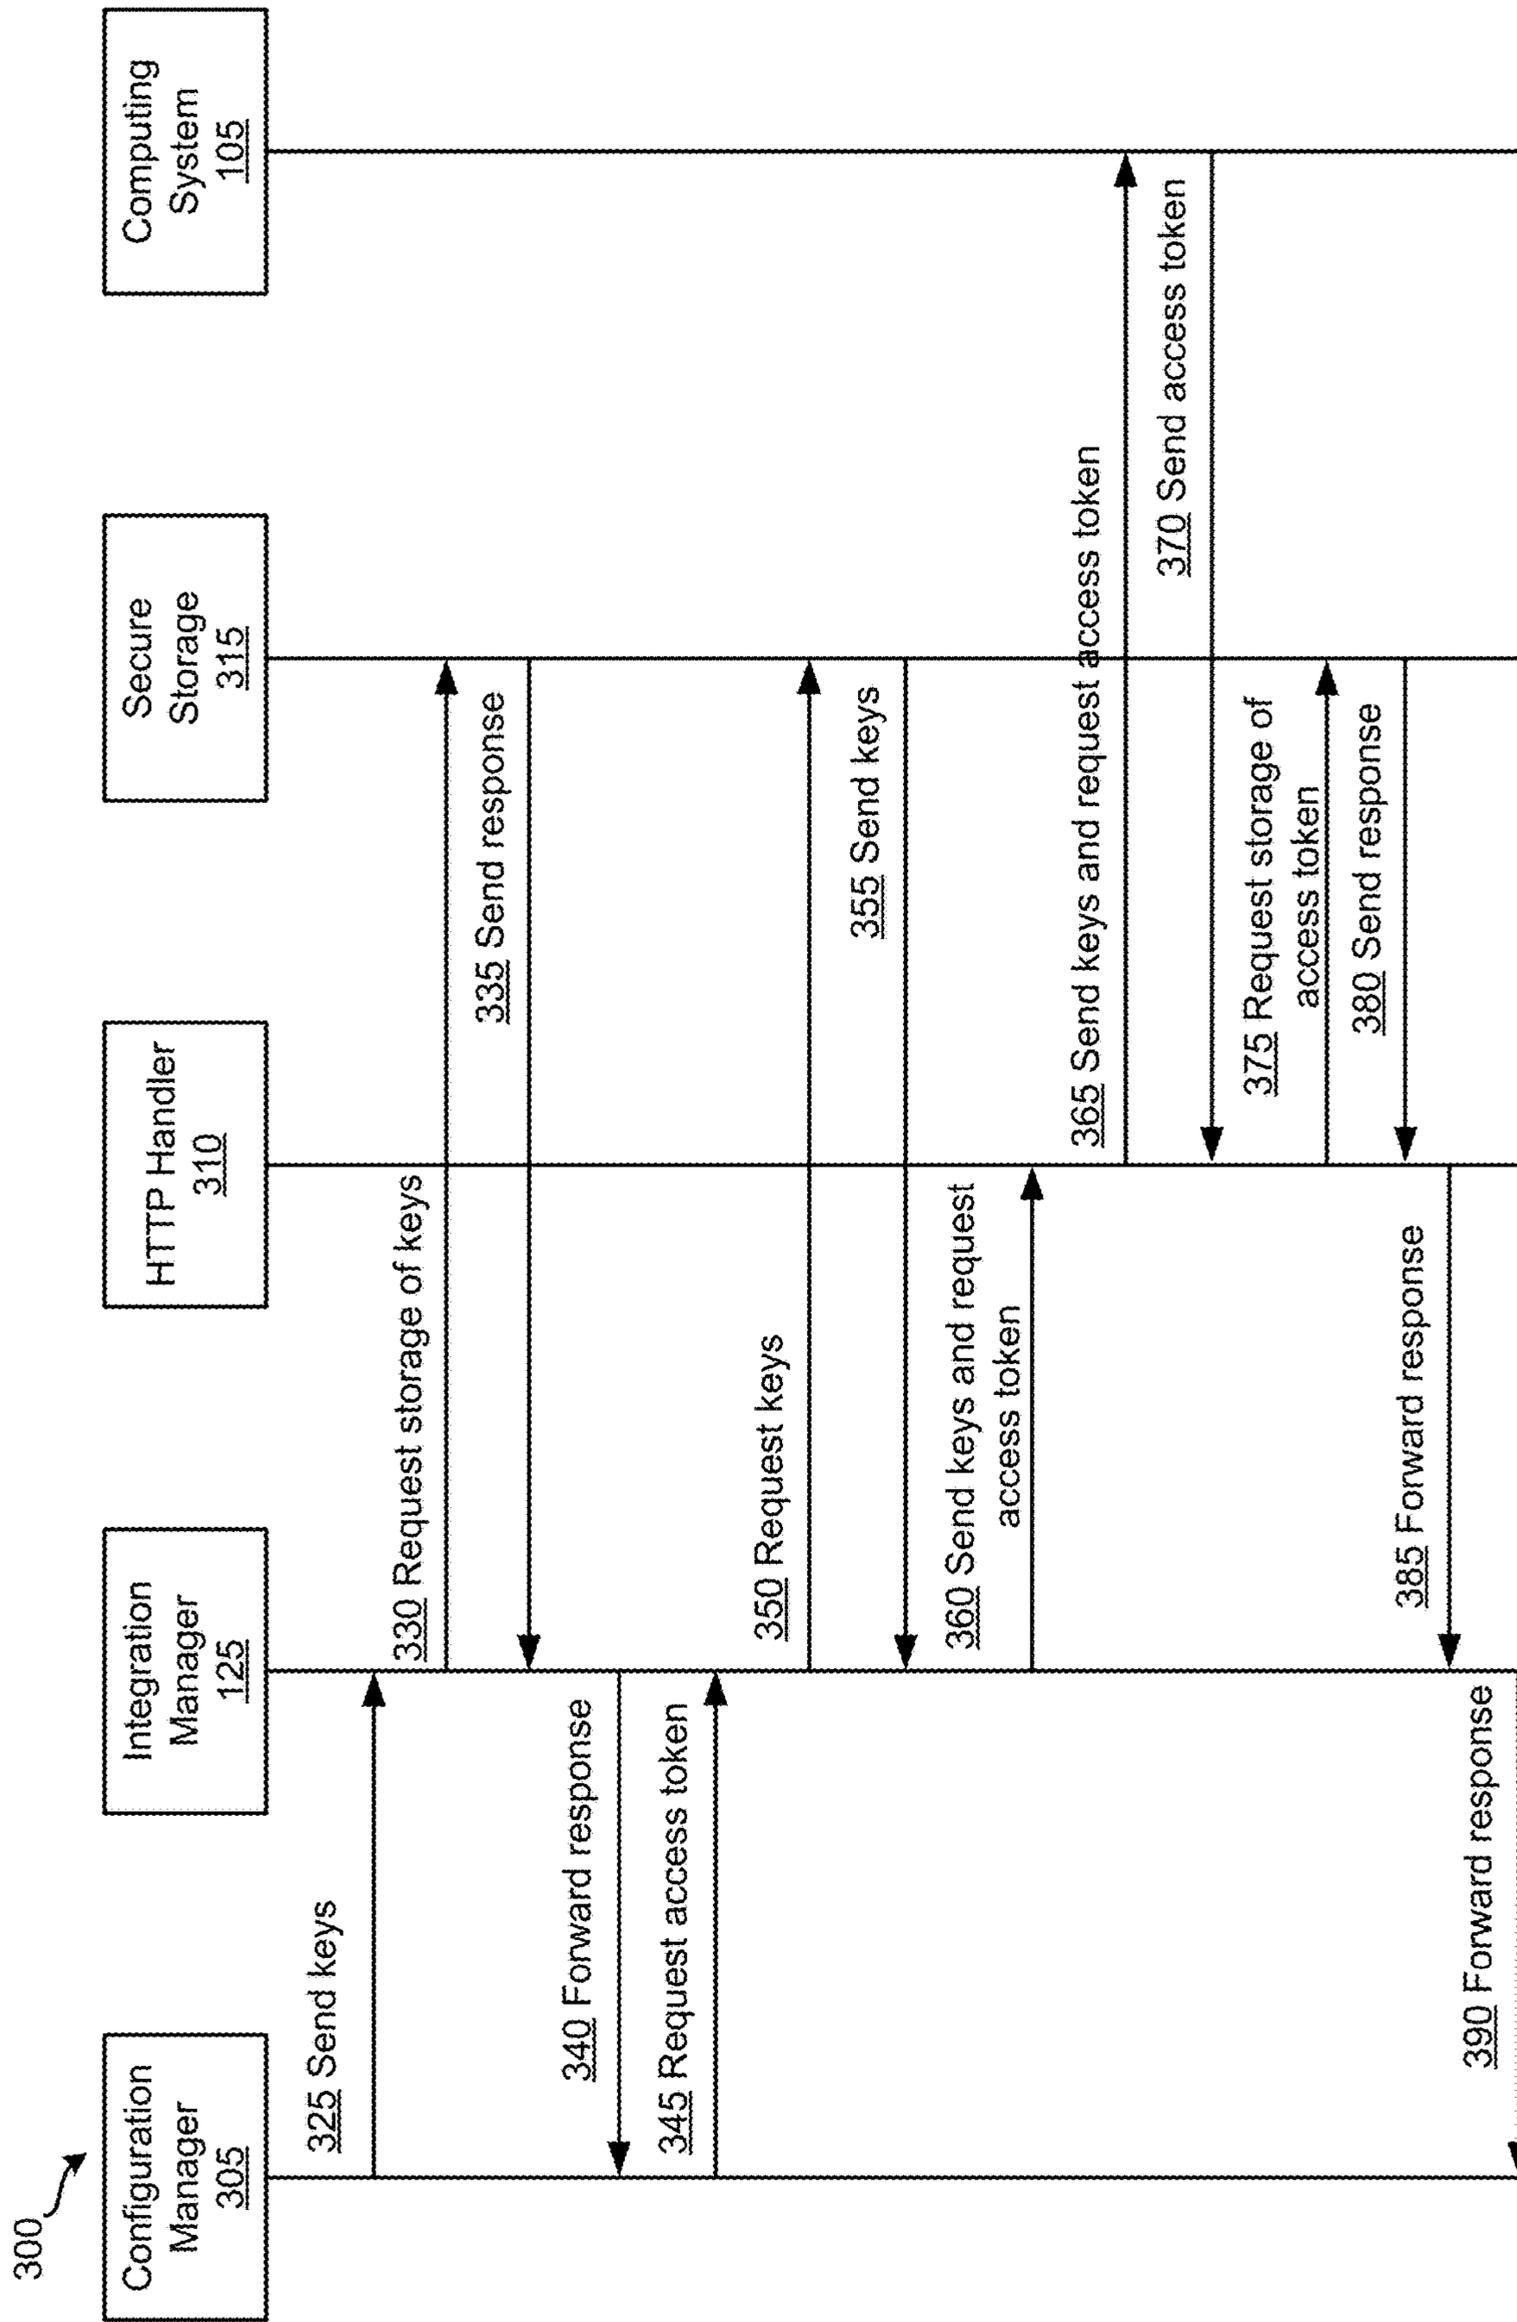 300
Configuration
Manager
305
Integration
Manager
125
HTTP Handler
310
Secure
Storage
315
Computing
System
105
325 Send keys
330 Request storage of keys
335 Send response
340 Forward response
345 Request access token
350 Request keys
355 Send keys
360 Send keys and request
access token
365 Send keys and request access token
370 Send access token
375 Request storage of
access token
380 Send response
385 Forward response
390 Forward response